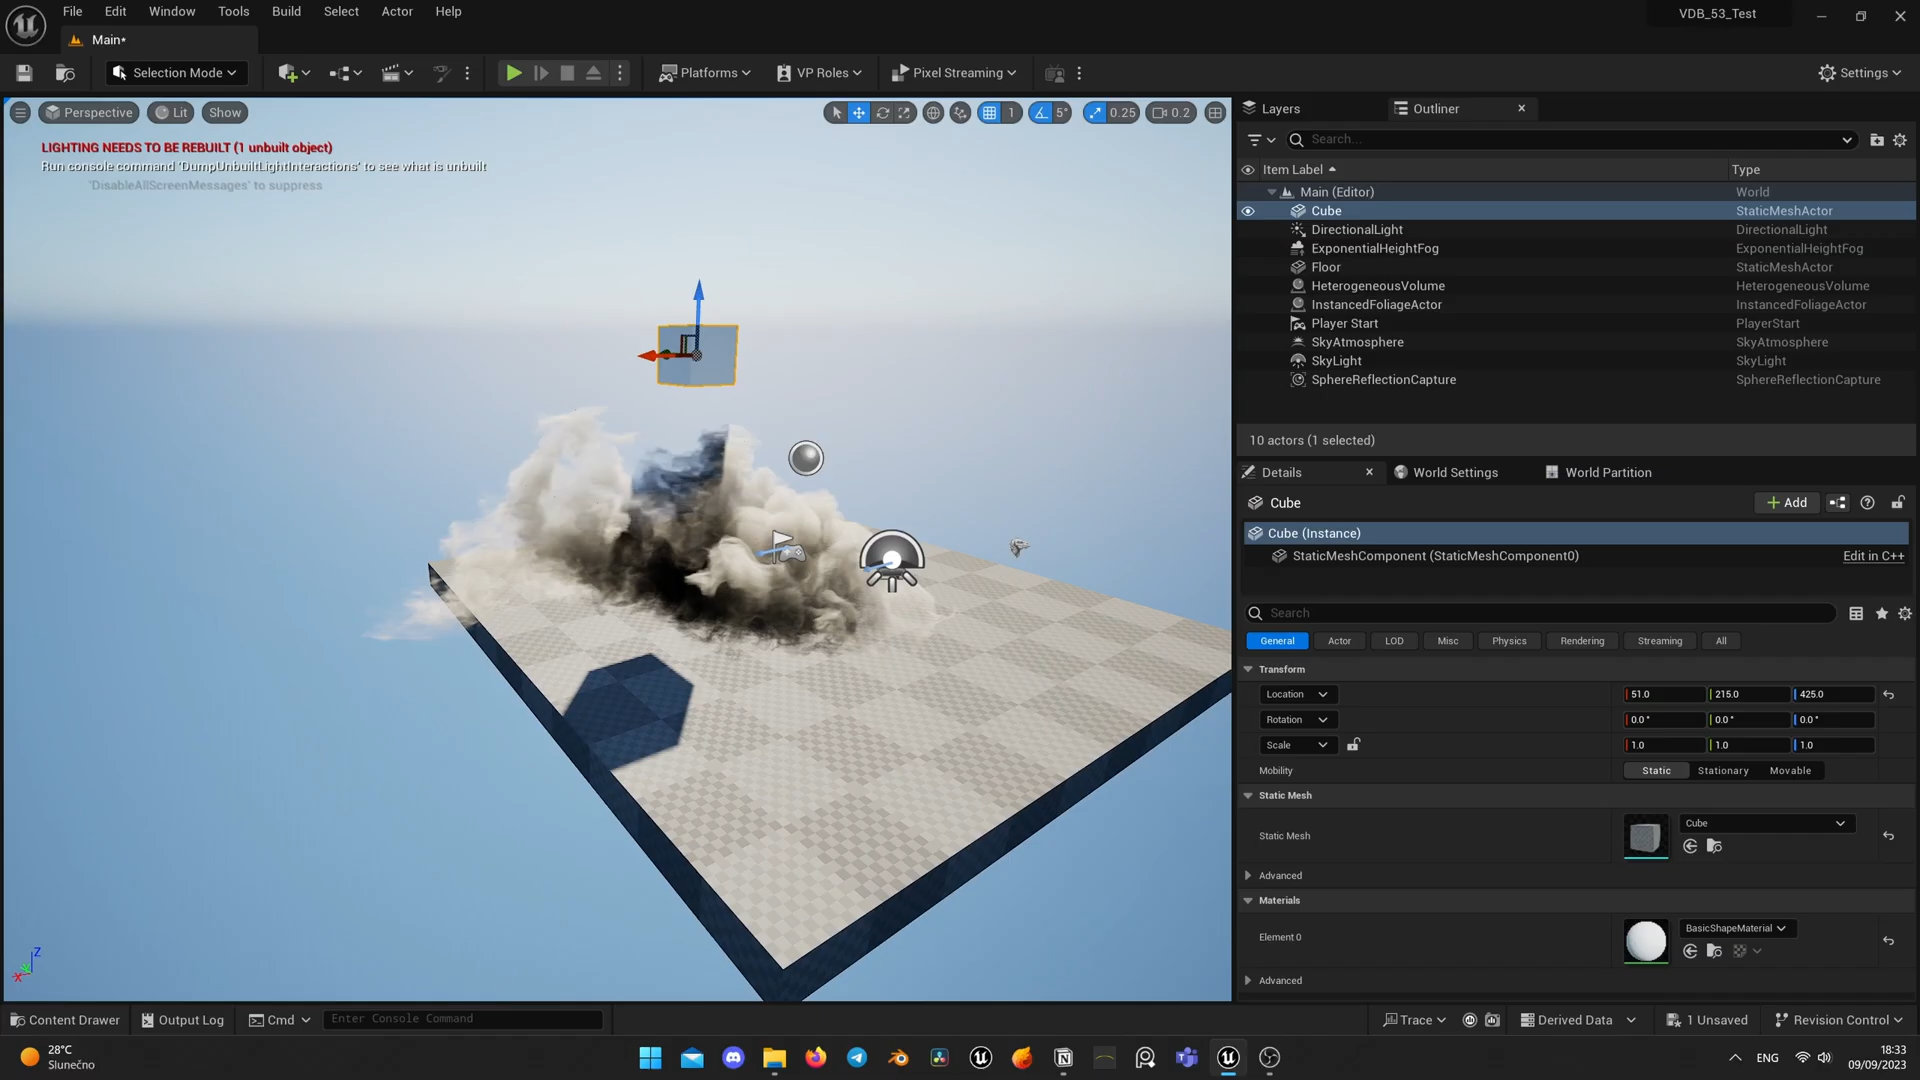 File Edit Window Tools Build Select Actor Help
VDB_53_Test
Main*
Selection Mode
Platforms
VP Roles
Pixel Streaming
Settings
Perspective
Lit
Show
1
5°
0.25
0.2
LIGHTING NEEDS TO BE REBUILT (1 unbuilt object)
Run console command 'DumpUnbuiltLightInteractions' to see what is unbuilt
'DisableAllScreenMessages' to suppress
Z
X
Layers
Outliner
Search...
Item Label
Type
Main (Editor)
World
Cube
StaticMeshActor
DirectionalLight
DirectionalLight
ExponentialHeightFog
ExponentialHeightFog
Floor
StaticMeshActor
HeterogeneousVolume
HeterogeneousVolume
InstancedFoliageActor
InstancedFoliageActor
Player Start
PlayerStart
SkyAtmosphere
SkyAtmosphere
SkyLight
SkyLight
SphereReflectionCapture
SphereReflectionCapture
10 actors (1 selected)
Details
World Settings
World Partition
Cube
Add
Cube (Instance)
StaticMeshComponent (StaticMeshComponent0)
Edit in C++
Search
General
Actor
LOD
Misc
Physics
Rendering
Streaming
All
Transform
Location
51.0
215.0
425.0
Rotation
0.0 °
0.0 °
0.0 °
Scale
1.0
1.0
1.0
Mobility
Static
Stationary
Movable
Static Mesh
Static Mesh
Cube
Advanced
Materials
Element 0
BasicShapeMaterial
Advanced
Content Drawer
Output Log
Cmd
Enter Console Command
Trace
Derived Data
1 Unsaved
Revision Control
28°C
Slunečno
ENG
18:33
09/09/2023